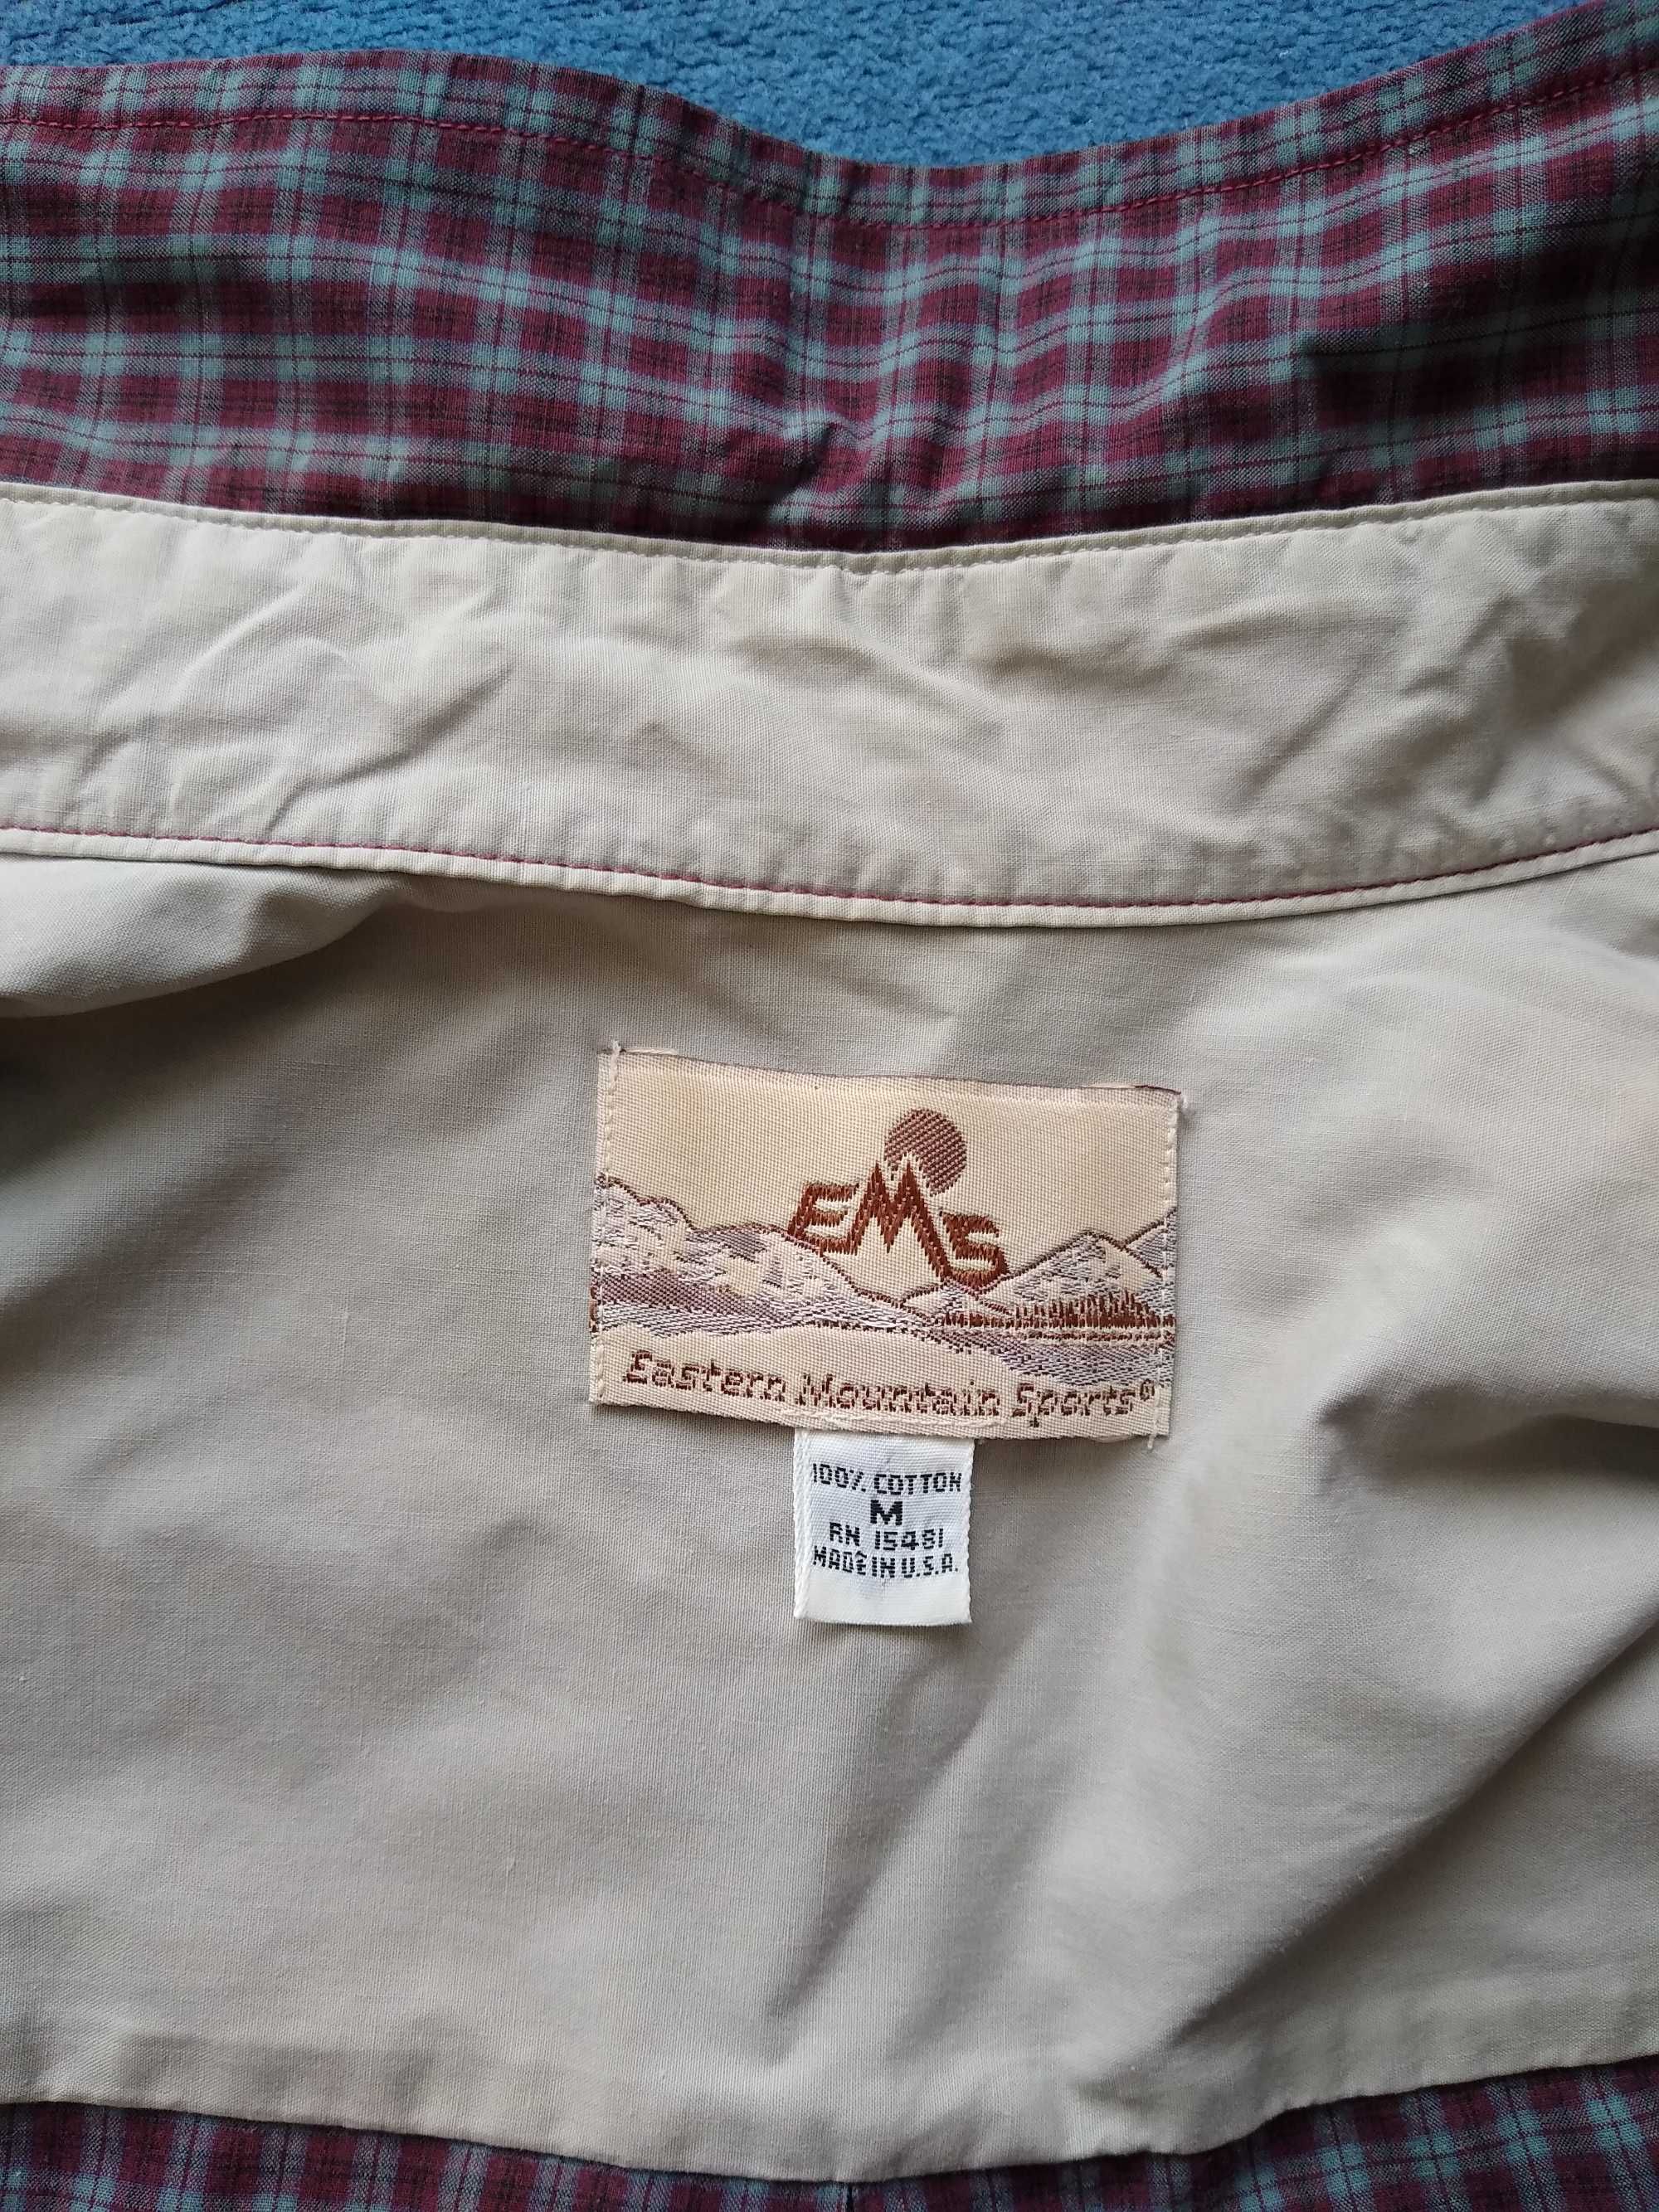 EMS
Eastern Mountain Sports®
100% COTTON
M
RN 15481
MADE IN U.S.A.